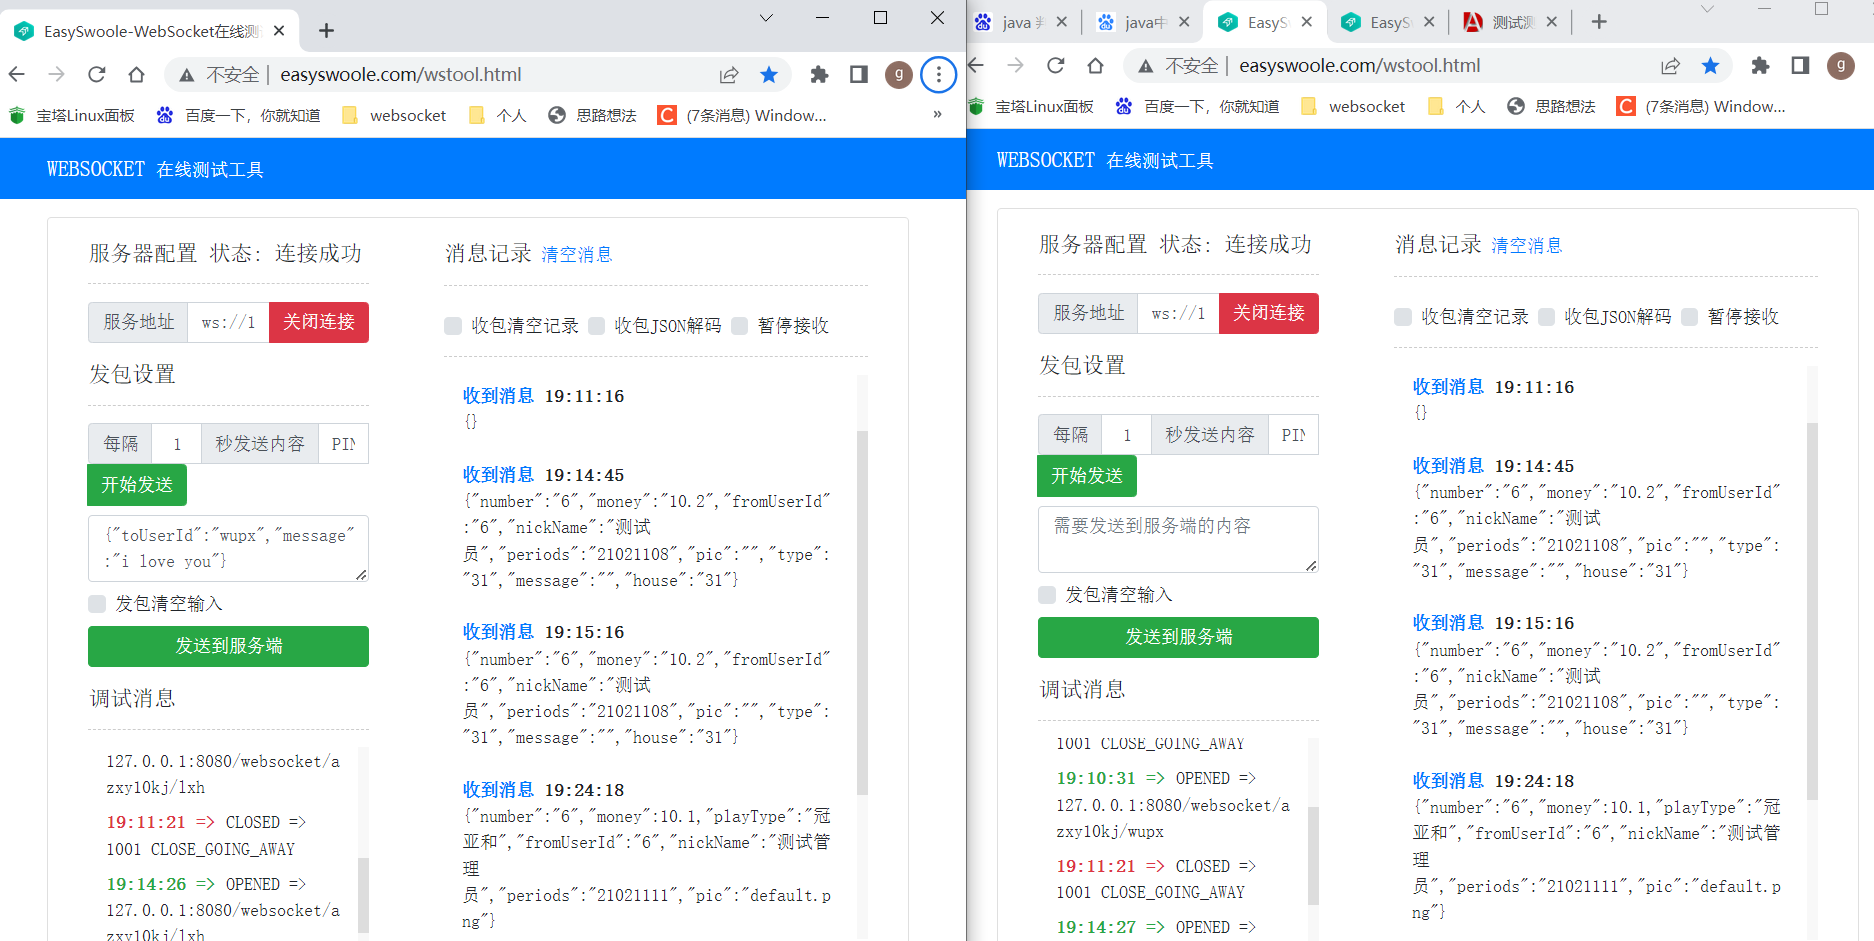 EasySwoole-WebSocket在线测
不安全 easyswoole.com/wstool.html
g
宝塔Linux面板 百度一下，你就知道 websocket 个人 思路想法 (7条消息) Window... »
WEBSOCKET 在线测试工具
服务器配置 状态: 连接成功
服务地址 ws://1 关闭连接
发包设置
每隔 1 秒发送内容 PIN
开始发送
{"toUserId":"wupx","message"
:"i love you"}
发包清空输入
发送到服务端
调试消息
127.0.0.1:8080/websocket/a
zxy10kj/lxh
19:11:21 => CLOSED =>
1001 CLOSE_GOING_AWAY
19:14:26 => OPENED =>
127.0.0.1:8080/websocket/a
zxy10kj/lxh
消息记录 清空消息
收包清空记录 收包JSON解码 暂停接收
收到消息 19:11:16
{}
收到消息 19:14:45
{"number":"6","money":"10.2","fromUserId"
:"6","nickName":"测试
员","periods":"21021108","pic":"","type":
"31","message":"","house":"31"}
收到消息 19:15:16
{"number":"6","money":"10.2","fromUserId"
:"6","nickName":"测试
员","periods":"21021108","pic":"","type":
"31","message":"","house":"31"}
收到消息 19:24:18
{"number":"6","money":10.1,"playType":"冠
亚和","fromUserId":"6","nickName":"测试管
理
员","periods":"21021111","pic":"default.p
ng"}
java 判 java中 EasyS EasyS 测试测
不安全 easyswoole.com/wstool.html
g
宝塔Linux面板 百度一下，你就知道 websocket 个人 思路想法 (7条消息) Window...
WEBSOCKET 在线测试工具
服务器配置 状态: 连接成功
服务地址 ws://1 关闭连接
发包设置
每隔 1 秒发送内容 PIN
开始发送
需要发送到服务端的内容
发包清空输入
发送到服务端
调试消息
1001 CLOSE_GOING_AWAY
19:10:31 => OPENED =>
127.0.0.1:8080/websocket/a
zxy10kj/wupx
19:11:21 => CLOSED =>
1001 CLOSE_GOING_AWAY
19:14:27 => OPENED =>
消息记录 清空消息
收包清空记录 收包JSON解码 暂停接收
收到消息 19:11:16
{}
收到消息 19:14:45
{"number":"6","money":"10.2","fromUserId"
:"6","nickName":"测试
员","periods":"21021108","pic":"","type":
"31","message":"","house":"31"}
收到消息 19:15:16
{"number":"6","money":"10.2","fromUserId"
:"6","nickName":"测试
员","periods":"21021108","pic":"","type":
"31","message":"","house":"31"}
收到消息 19:24:18
{"number":"6","money":10.1,"playType":"冠
亚和","fromUserId":"6","nickName":"测试管
理
员","periods":"21021111","pic":"default.p
ng"}